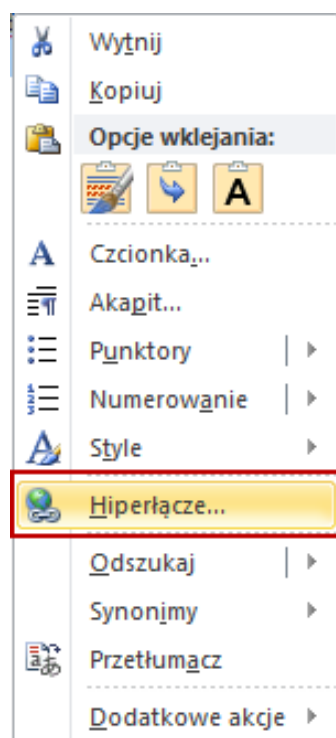 Wytnij
Kopiuj
Opcje wklejania:
A
Czcionka...
Akapit...
Punktory
Numerowanie
Style
Hiperłącze...
Odszukaj
Synonimy
Przetłumacz
Dodatkowe akcje